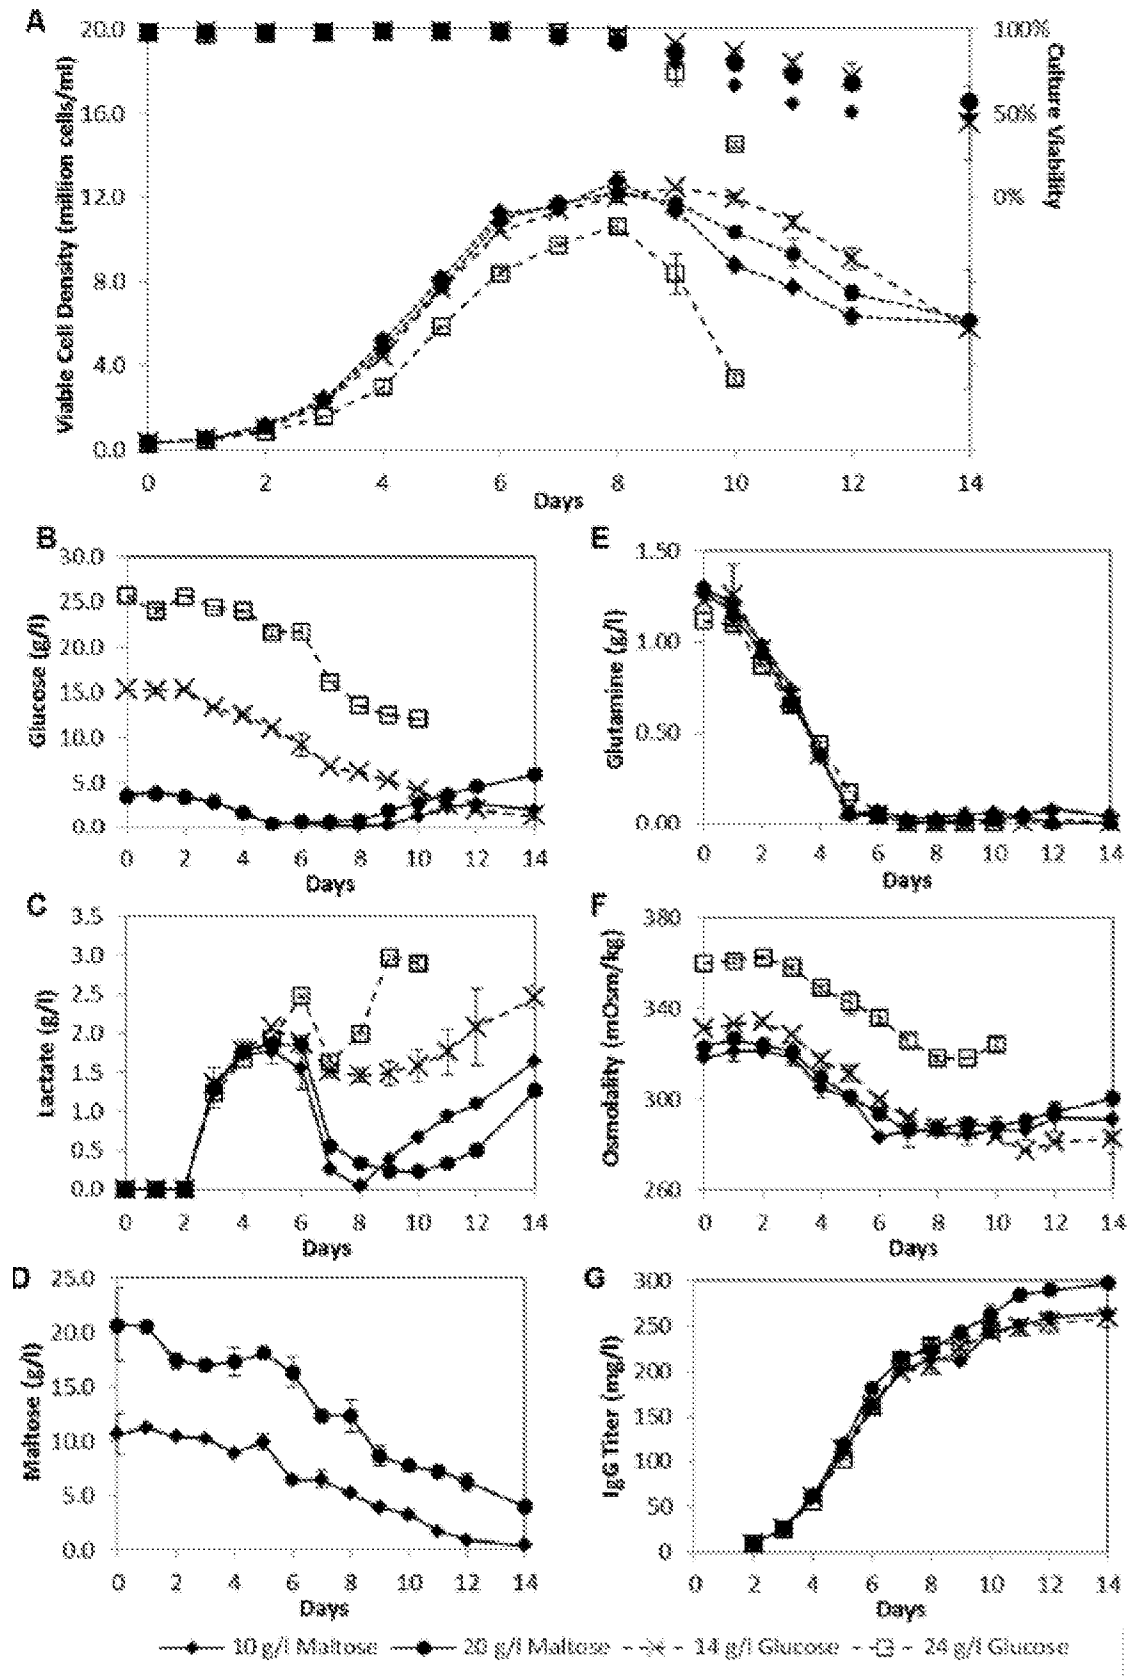 A
20.0
16.0
12.0
8.0
4.0
0.0
Viable Cell Density (million cells/ml)
100%
50%
0%
Culture Viability
0 2 4 6 8 10 12 14
Days
B
30.0
25.0
20.0
15.0
10.0
5.0
0.0
Glucose (g/l)
0 2 4 6 8 10 12 14
Days
E
1.50
1.00
0.50
0.00
Glutamine (g/l)
0 2 4 6 8 10 12 14
Days
C
3.5
3.0
2.5
2.0
1.5
1.0
0.5
0.0
Lactate (g/l)
0 2 4 6 8 10 12 14
Days
F
380
340
300
260
Osmolality (mOsm/kg)
0 2 4 6 8 10 12 14
Days
D
25.0
20.0
15.0
10.0
5.0
0.0
Maltose (g/l)
0 2 4 6 8 10 12 14
Days
G
300
250
200
150
100
50
0
IgG Titer (mg/l)
0 2 4 6 8 10 12 14
Days
10 g/l Maltose 20 g/l Maltose 14 g/l Glucose 24 g/l Glucose